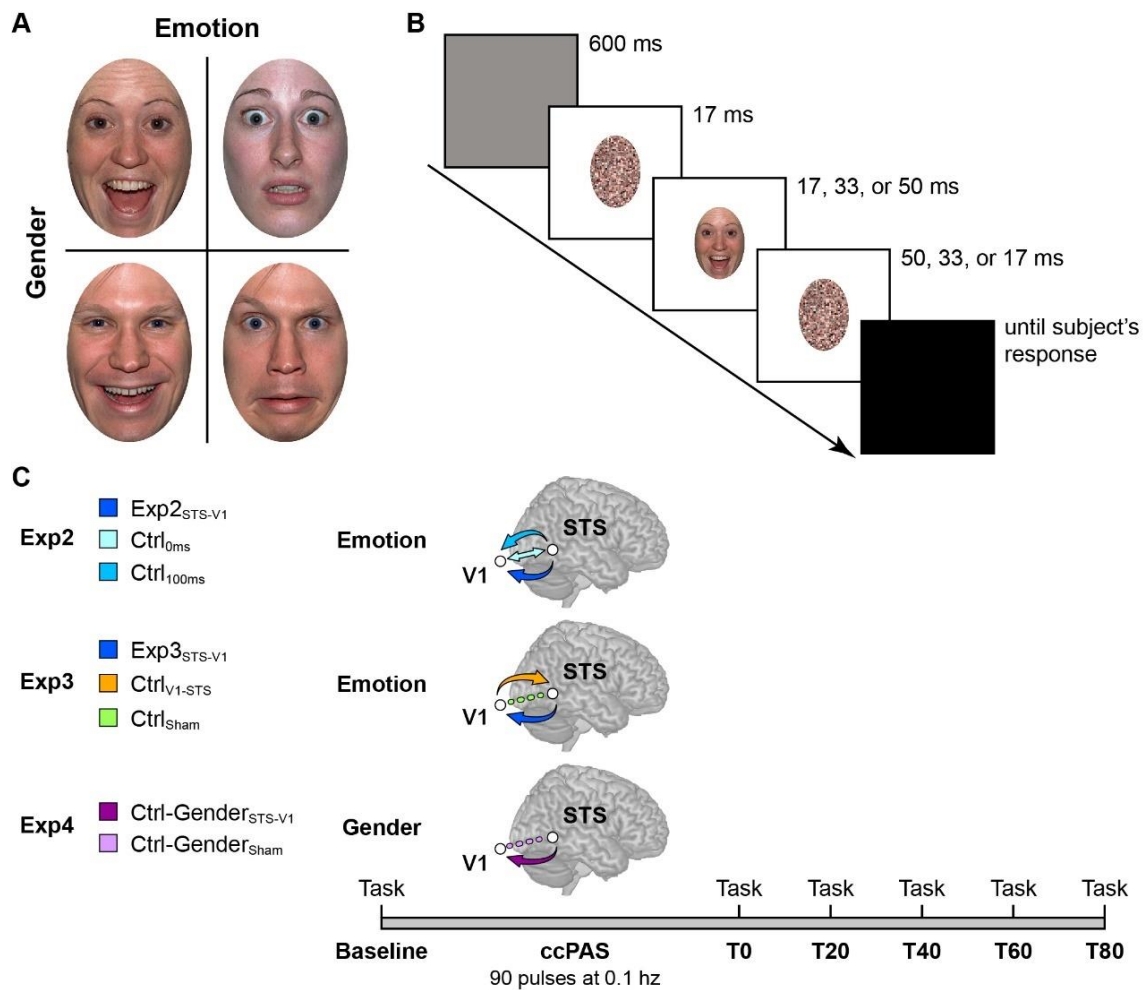 A
Emotion
Gender
B
600 ms
17 ms
17, 33, or 50 ms
50, 33, or 17 ms
until subject's
response
C
Exp2
Exp2STS-V1
Ctrl0ms
Ctrl100ms
Emotion
STS
V1
Exp3
Exp3STS-V1
CtrlV1-STS
CtrlSham
Emotion
STS
V1
Exp4
Ctrl-GenderSTS-V1
Ctrl-GenderSham
Gender
STS
V1
Task Task Task Task Task Task
Baseline ccPAS T0 T20 T40 T60 T80
90 pulses at 0.1 hz